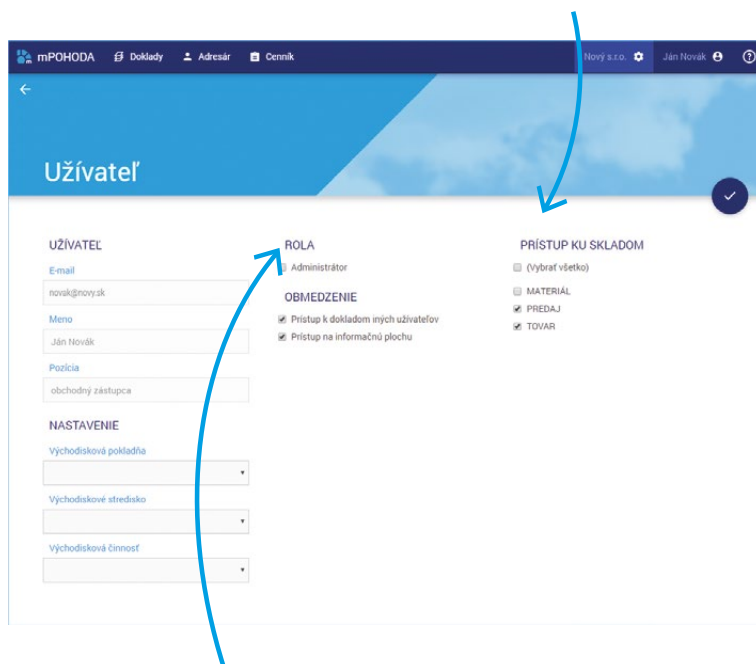 mPOHODA Doklady Adresár Cenník Nový s.r.o. Ján Novák
Užívateľ
UŽÍVATEĽ
E-mail
novak@novy.sk
Meno
Ján Novák
Pozícia
obchodný zástupca
NASTAVENIE
Východisková pokladňa
Východiskové stredisko
Východisková činnosť
ROLA
Administrátor
OBMEDZENIE
Prístup k dokladom iných užívateľov
Prístup na informačnú plochu
PRÍSTUP KU SKLADOM
(Vybrať všetko)
MATERIÁL
PREDAJ
TOVAR